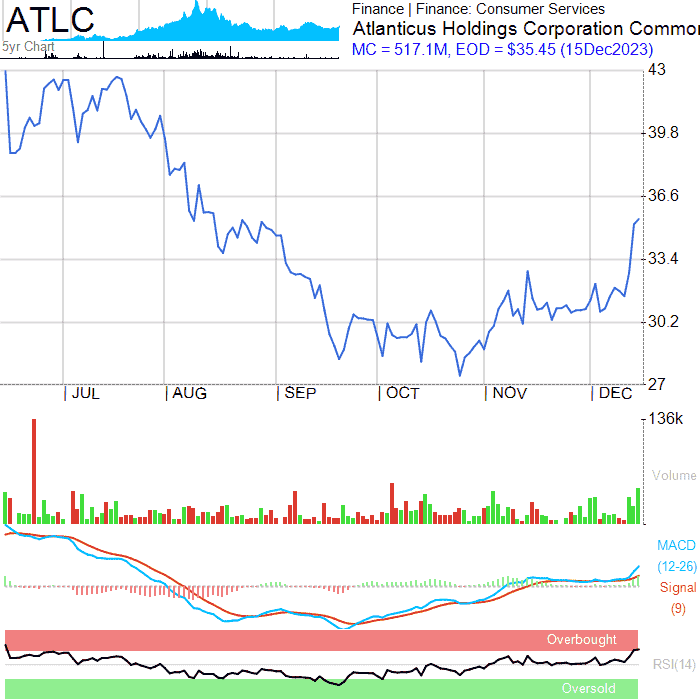 ATLC
5yr Chart
Finance | Finance: Consumer Services
Atlanticus Holdings Corporation Common
MC = 517.1M, EOD = $35.45 (15Dec2023)
43
39.8
36.6
33.4
30.2
27
JUL
AUG
SEP
OCT
NOV
DEC
136k
Volume
MACD
(12-26)
Signal
(9)
Overbought
RSI(14)
Oversold